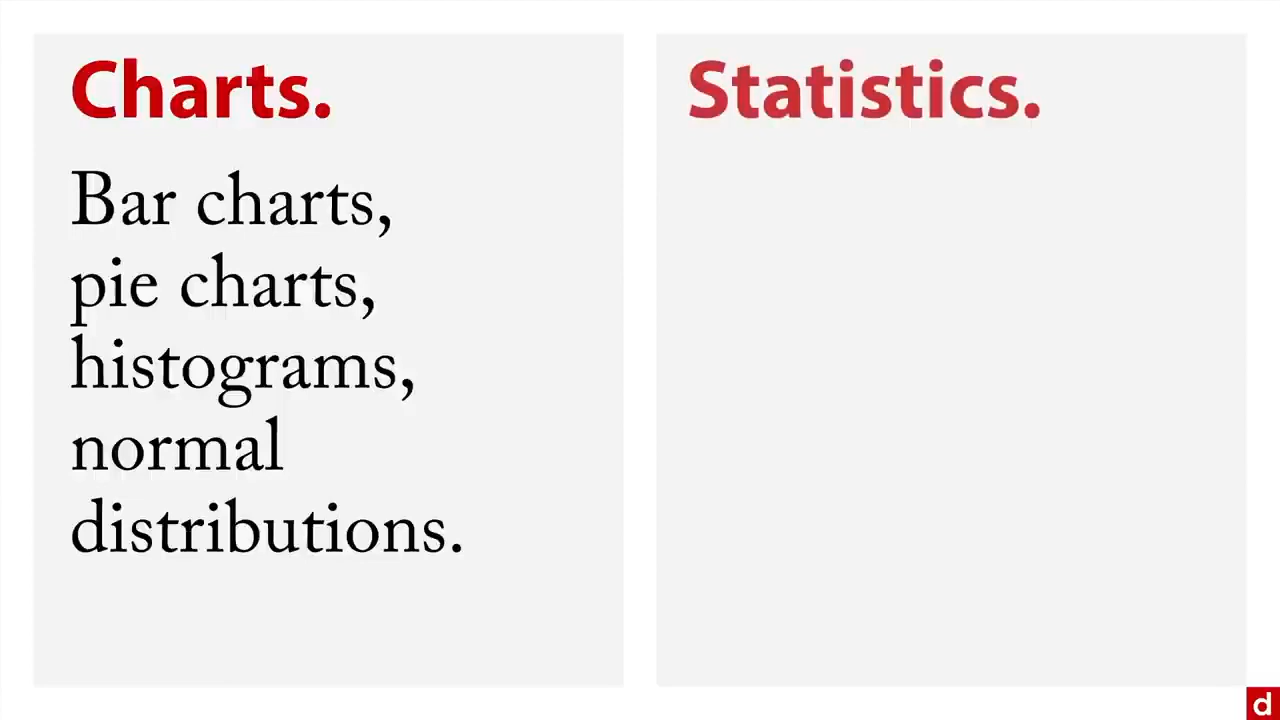 Charts.
Bar charts,
pie charts,
histograms,
normal
distributions.
Statistics.
d